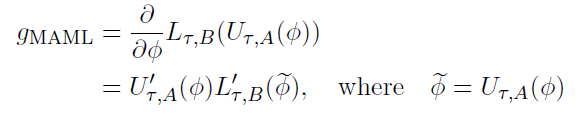 g_MAML = ∂/∂ϕ L_{τ,B}(U_{τ,A}(ϕ))
= U′_{τ,A}(ϕ)L′_{τ,B}(ϕ̃), where ϕ̃ = U_{τ,A}(ϕ)